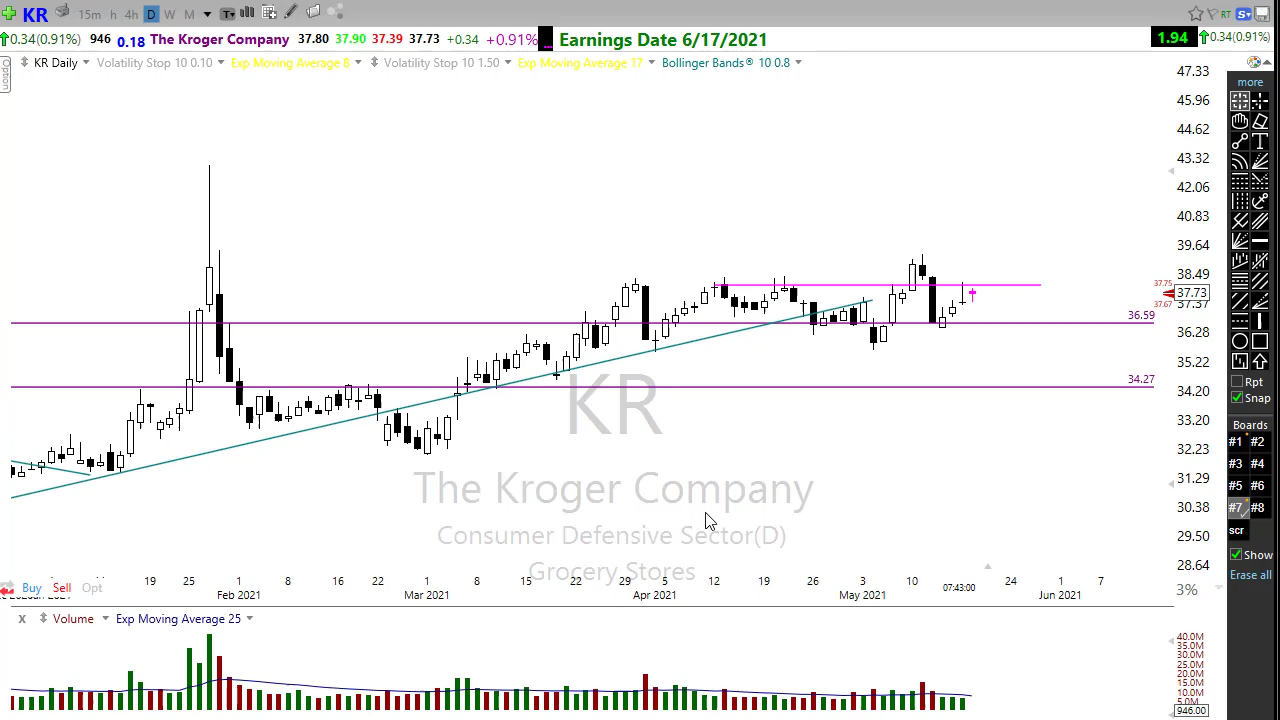 KR 15m h 4h D W M T
0.34(0.91%) 946 0.18 The Kroger Company 37.80 37.90 37.39 37.73 +0.34 +0.91% Earnings Date 6/17/2021 1.94 0.34(0.91%)
RT S
KR Daily Volatility Stop 10 0.10 Exp Moving Average 8 Volatility Stop 10 1.50 Exp Moving Average 17 Bollinger Bands® 10 0.8
Option
47.33
45.96
44.62
43.32
42.06
40.83
39.64
38.49
37.75
37.73
37.67
37.37
36.59
36.28
35.22
34.27
34.20
33.20
32.23
31.29
30.38
29.50
28.64
KR
The Kroger Company
Consumer Defensive Sector(D)
Grocery Stores
19 25 1 8 16 22 1 8 15 22 29 5 12 19 26 3 10 24 1 7
Buy Sell Opt
07:43:00
3%
Feb 2021 Mar 2021 Apr 2021 May 2021 Jun 2021
X Volume Exp Moving Average 25
40.0M
35.0M
30.0M
25.0M
20.0M
15.0M
10.0M
5.0M
946.00
more
Rpt
Snap
Boards
#1 #2
#3 #4
#5 #6
#7 #8
scr
Show
Erase all